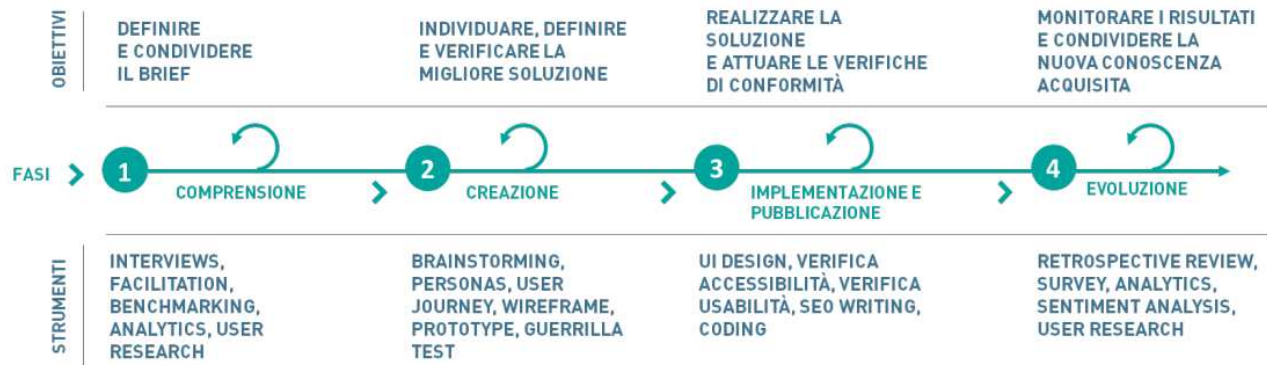 OBIETTIVI
DEFINIRE
E CONDIVIDERE
IL BRIEF
INDIVIDUARE, DEFINIRE
E VERIFICARE LA
MIGLIORE SOLUZIONE
REALIZZARE LA
SOLUZIONE
E ATTUARE LE VERIFICHE
DI CONFORMITÀ
MONITORARE I RISULTATI
E CONDIVIDERE LA
NUOVA CONOSCENZA
ACQUISITA
FASI
1
COMPRENSIONE
2
CREAZIONE
3
IMPLEMENTAZIONE E
PUBBLICAZIONE
4
EVOLUZIONE
STRUMENTI
INTERVIEWS,
FACILITATION,
BENCHMARKING,
ANALYTICS, USER
RESEARCH
BRAINSTORMING,
PERSONAS, USER
JOURNEY, WIREFRAME,
PROTOTYPE, GUERRILLA
TEST
UI DESIGN, VERIFICA
ACCESSIBILITÀ, VERIFICA
USABILITÀ, SEO WRITING,
CODING
RETROSPECTIVE REVIEW,
SURVEY, ANALYTICS,
SENTIMENT ANALYSIS,
USER RESEARCH